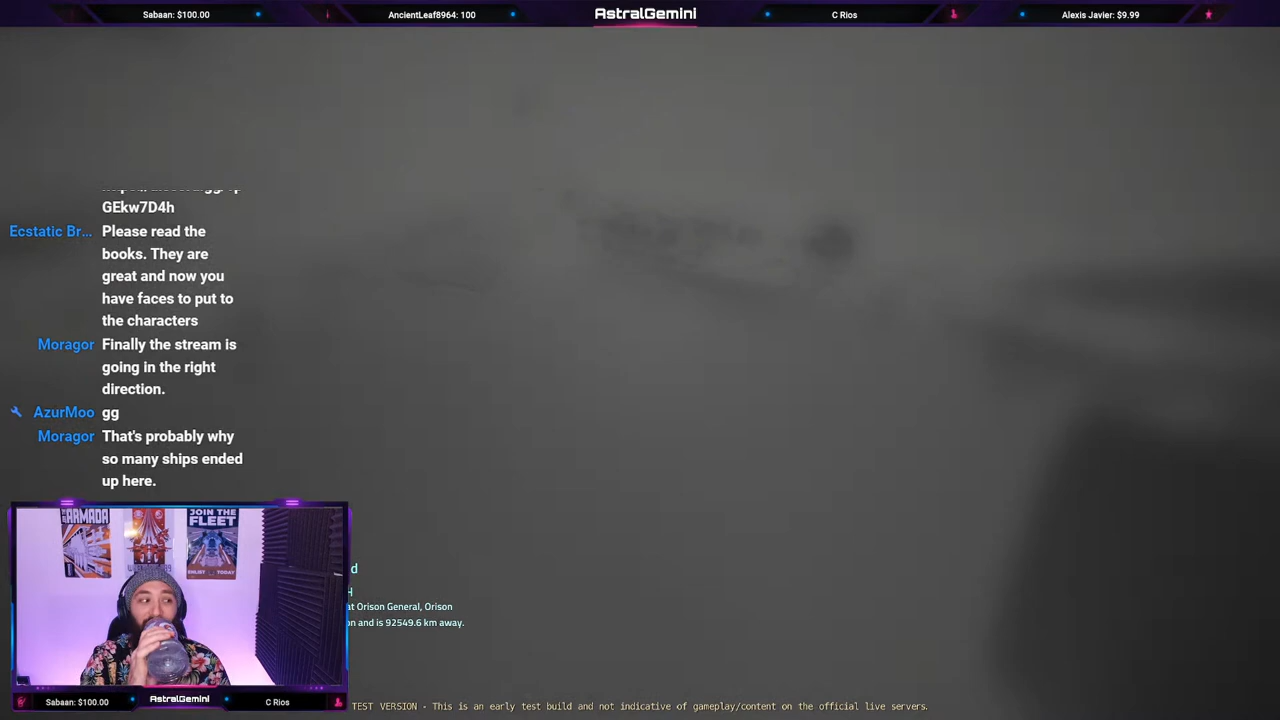 Sabaan: $100.00
AncientLeaf8964: 100
AstralGemini
C Rios
Alexis Javier: $9.99
GEkw7D4h
Ecstatic Br... Please read the
books. They are
great and now you
have faces to put to
the characters
Moragor Finally the stream is
going in the right
direction.
AzurMoo gg
Moragor That's probably why
so many ships ended
up here.
ARMADA
JOIN THE
FLEET
ENLIST TODAY
d
H
at Orison General, Orison
on and is 92549.6 km away.
Sabaan: $100.00
AstralGemini
C Rios
TEST VERSION - This is an early test build and not indicative of gameplay/content on the official live servers.